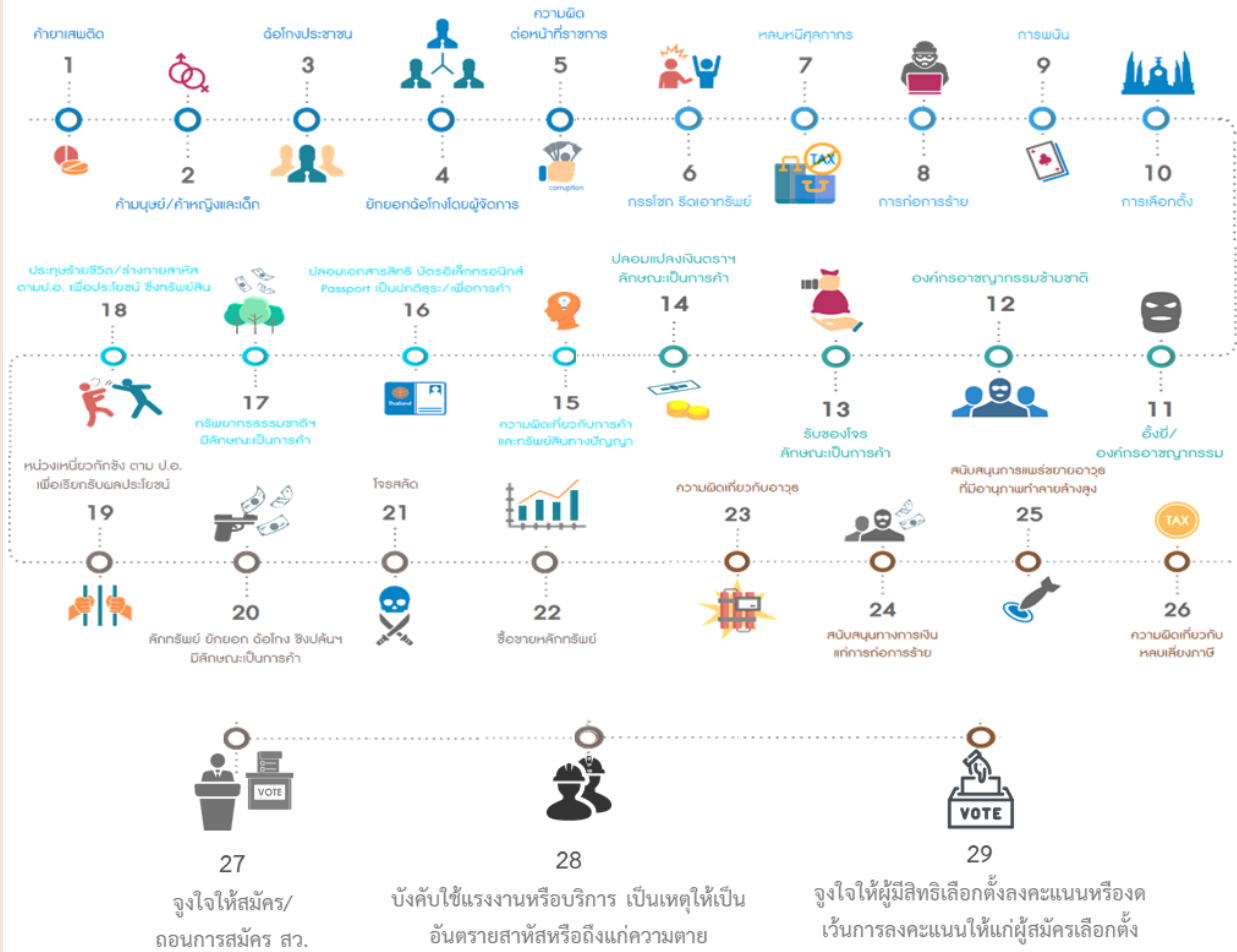 ค้ายาเสพติด
1
2
ค้ามนุษย์/ค้าหญิงและเด็ก
ฉ้อโกงประชาชน
3
4
ยักยอกฉ้อโกงโดยผู้จัดการ
ความผิด
ต่อหน้าที่ราชการ
5
corruption
6
กรรโชก รีดเอาทรัพย์
หลบหนีศุลกากร
7
TAX
8
การก่อการร้าย
การพนัน
9
10
การเลือกตั้ง
11
อั้งยี่/
องค์กรอาชญากรรม
องค์กรอาชญากรรมข้ามชาติ
12
13
รับของโจร
ลักษณะเป็นการค้า
ปลอมแปลงเงินตราฯ
ลักษณะเป็นการค้า
14
15
ความผิดเกี่ยวกับการค้า
และทรัพย์สินทางปัญญา
ปลอมเอกสารสิทธิ บัตรอิเล็กทรอนิกส์
Passport เป็นปกติธุระ/เพื่อการค้า
16
Thailand
17
ทรัพยากรธรรมชาติฯ
มีลักษณะเป็นการค้า
ประทุษร้ายชีวิต/ร่างกายสาหัส
ตามป.อ. เพื่อประโยชน์ ซึ่งทรัพย์สิน
18
หน่วงเหนี่ยวกักขัง ตาม ป.อ.
เพื่อเรียกรับผลประโยชน์
19
20
ลักทรัพย์ ยักยอก ฉ้อโกง ชิงปล้นฯ
มีลักษณะเป็นการค้า
โจรสลัด
21
22
ซื้อขายหลักทรัพย์
ความผิดเกี่ยวกับอาวุธ
23
24
สนับสนุนทางการเงิน
แก่การก่อการร้าย
สนับสนุนการแพร่ขยายอาวุธ
ที่มีอานุภาพทำลายล้างสูง
25
TAX
26
ความผิดเกี่ยวกับ
หลบเลี่ยงภาษี
VOTE
27
จูงใจให้สมัคร/
ถอนการสมัคร สว.
28
บังคับใช้แรงงานหรือบริการ เป็นเหตุให้เป็น
อันตรายสาหัสหรือถึงแก่ความตาย
VOTE
29
จูงใจให้ผู้มีสิทธิเลือกตั้งลงคะแนนหรืองด
เว้นการลงคะแนนให้แก่ผู้สมัครเลือกตั้ง